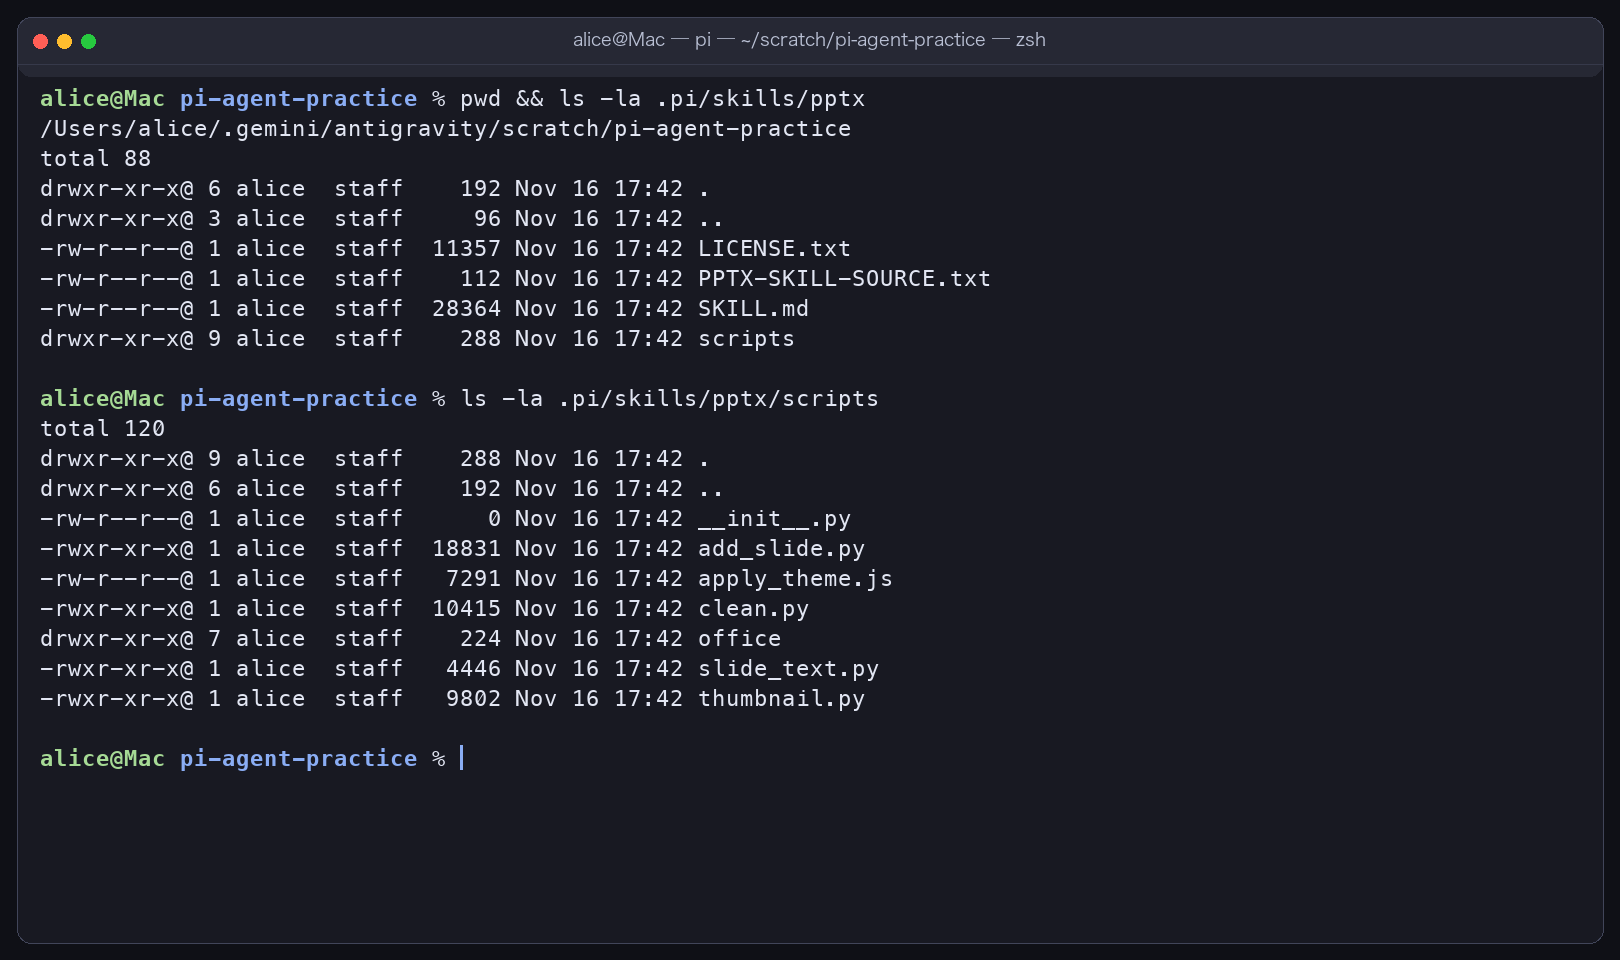 alice@Mac — pi — ~/scratch/pi-agent-practice — zsh
alice@Mac pi-agent-practice % pwd && ls -la .pi/skills/pptx
/Users/alice/.gemini/antigravity/scratch/pi-agent-practice
total 88
drwxr-xr-x@ 6 alice  staff    192 Nov 16 17:42 .
drwxr-xr-x@ 3 alice  staff     96 Nov 16 17:42 ..
-rw-r--r--@ 1 alice  staff  11357 Nov 16 17:42 LICENSE.txt
-rw-r--r--@ 1 alice  staff    112 Nov 16 17:42 PPTX-SKILL-SOURCE.txt
-rw-r--r--@ 1 alice  staff  28364 Nov 16 17:42 SKILL.md
drwxr-xr-x@ 9 alice  staff    288 Nov 16 17:42 scripts
alice@Mac pi-agent-practice % ls -la .pi/skills/pptx/scripts
total 120
drwxr-xr-x@ 9 alice  staff    288 Nov 16 17:42 .
drwxr-xr-x@ 6 alice  staff    192 Nov 16 17:42 ..
-rw-r--r--@ 1 alice  staff      0 Nov 16 17:42 __init__.py
-rwxr-xr-x@ 1 alice  staff  18831 Nov 16 17:42 add_slide.py
-rw-r--r--@ 1 alice  staff   7291 Nov 16 17:42 apply_theme.js
-rwxr-xr-x@ 1 alice  staff  10415 Nov 16 17:42 clean.py
drwxr-xr-x@ 7 alice  staff    224 Nov 16 17:42 office
-rwxr-xr-x@ 1 alice  staff   4446 Nov 16 17:42 slide_text.py
-rwxr-xr-x@ 1 alice  staff   9802 Nov 16 17:42 thumbnail.py
alice@Mac pi-agent-practice %